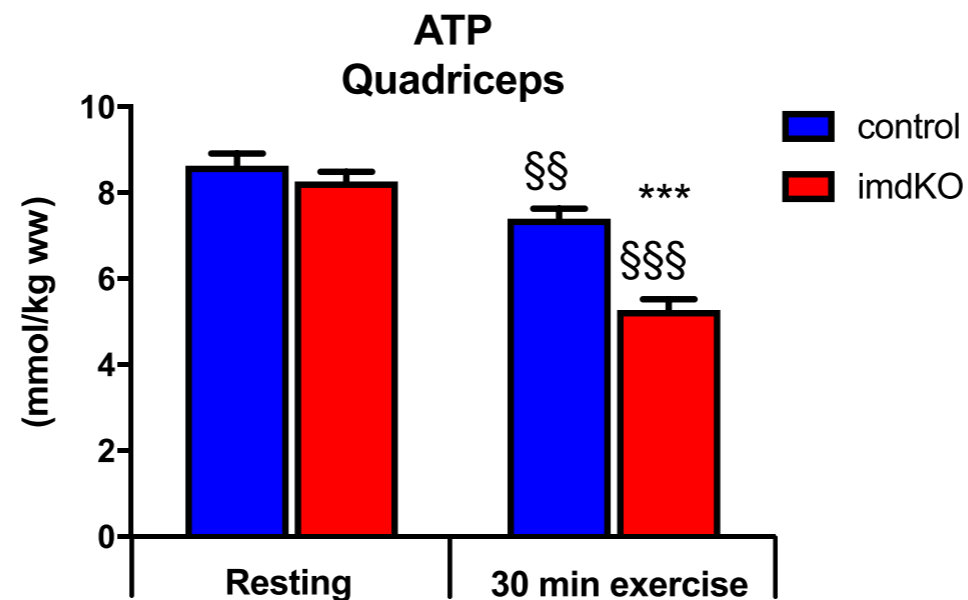 ATP
Quadriceps
(mmol/kg ww)
10
8
6
4
2
0
§§
***
§§§
control
imdKO
Resting
30 min exercise